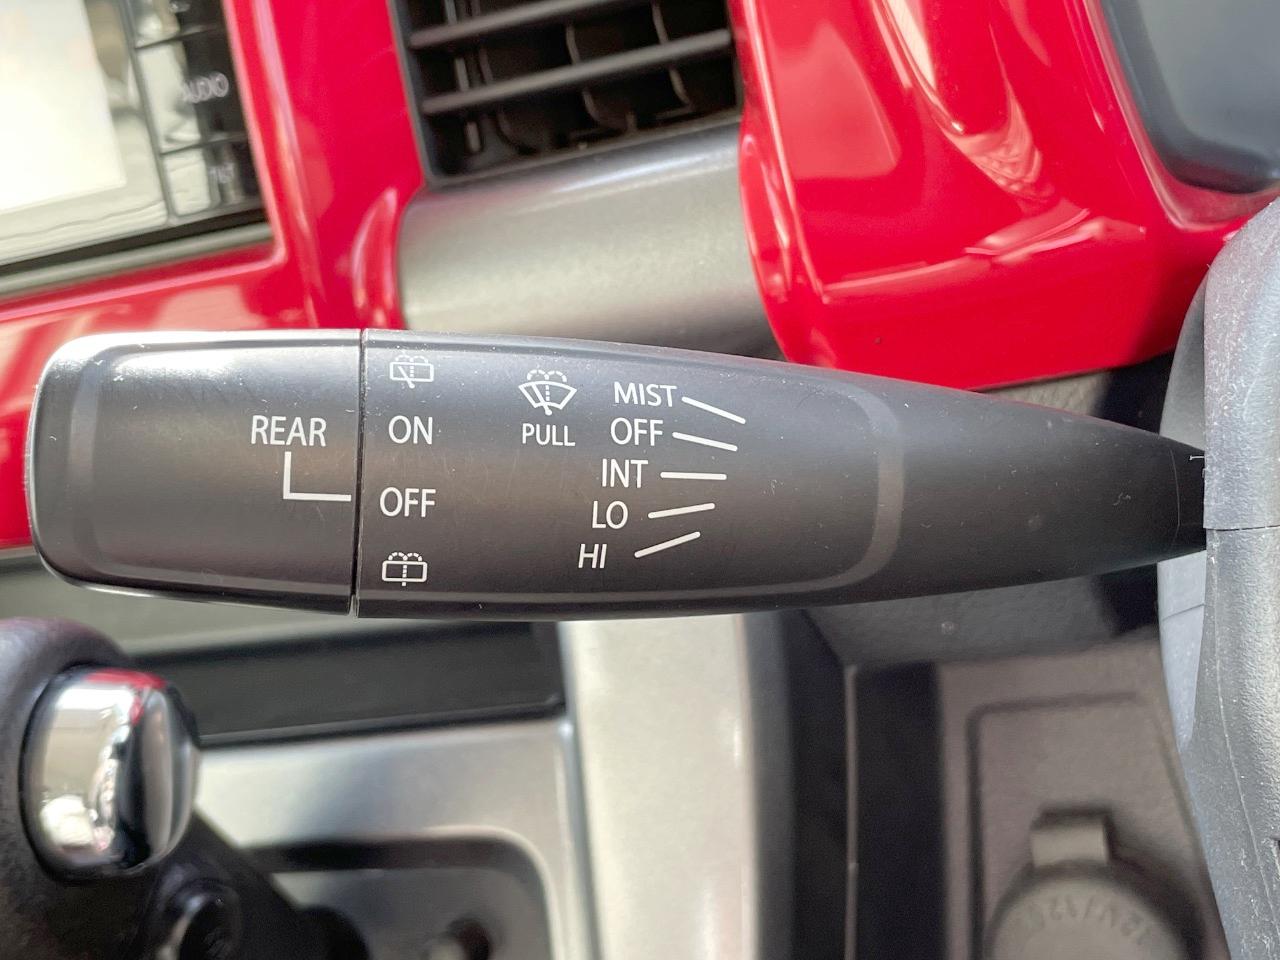 AUDIO
REAR
ON
OFF
PULL
MIST
OFF
INT
LO
HI